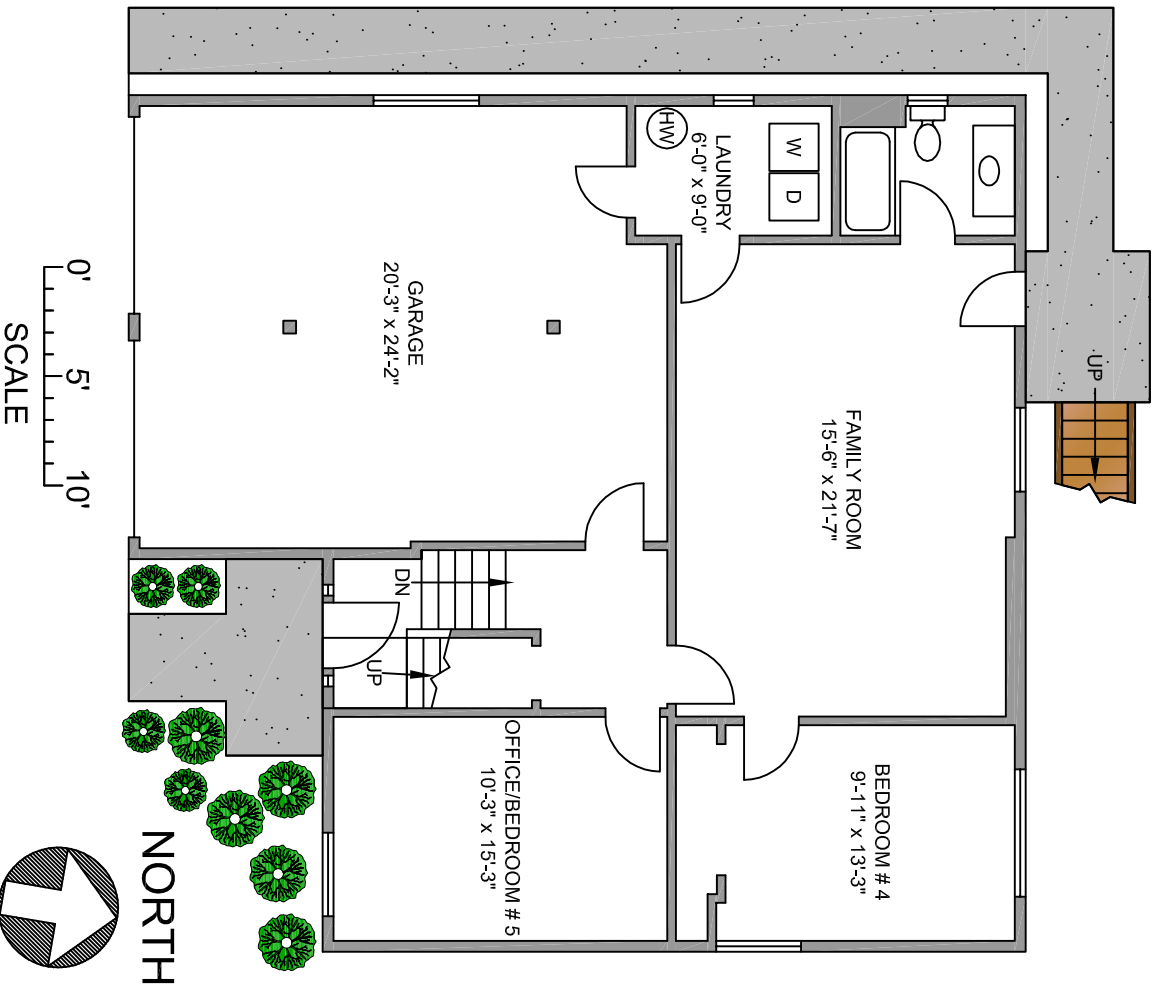 UP
W
D
HW
LAUNDRY
6'-0" x 9'-0"
GARAGE
20'-3" x 24'-2"
FAMILY ROOM
15'-6" x 21'-7"
DN
UP
OFFICE/BEDROOM # 5
10'-3" x 15'-3"
BEDROOM # 4
9'-11" x 13'-3"
0' 5' 10'
SCALE
NORTH